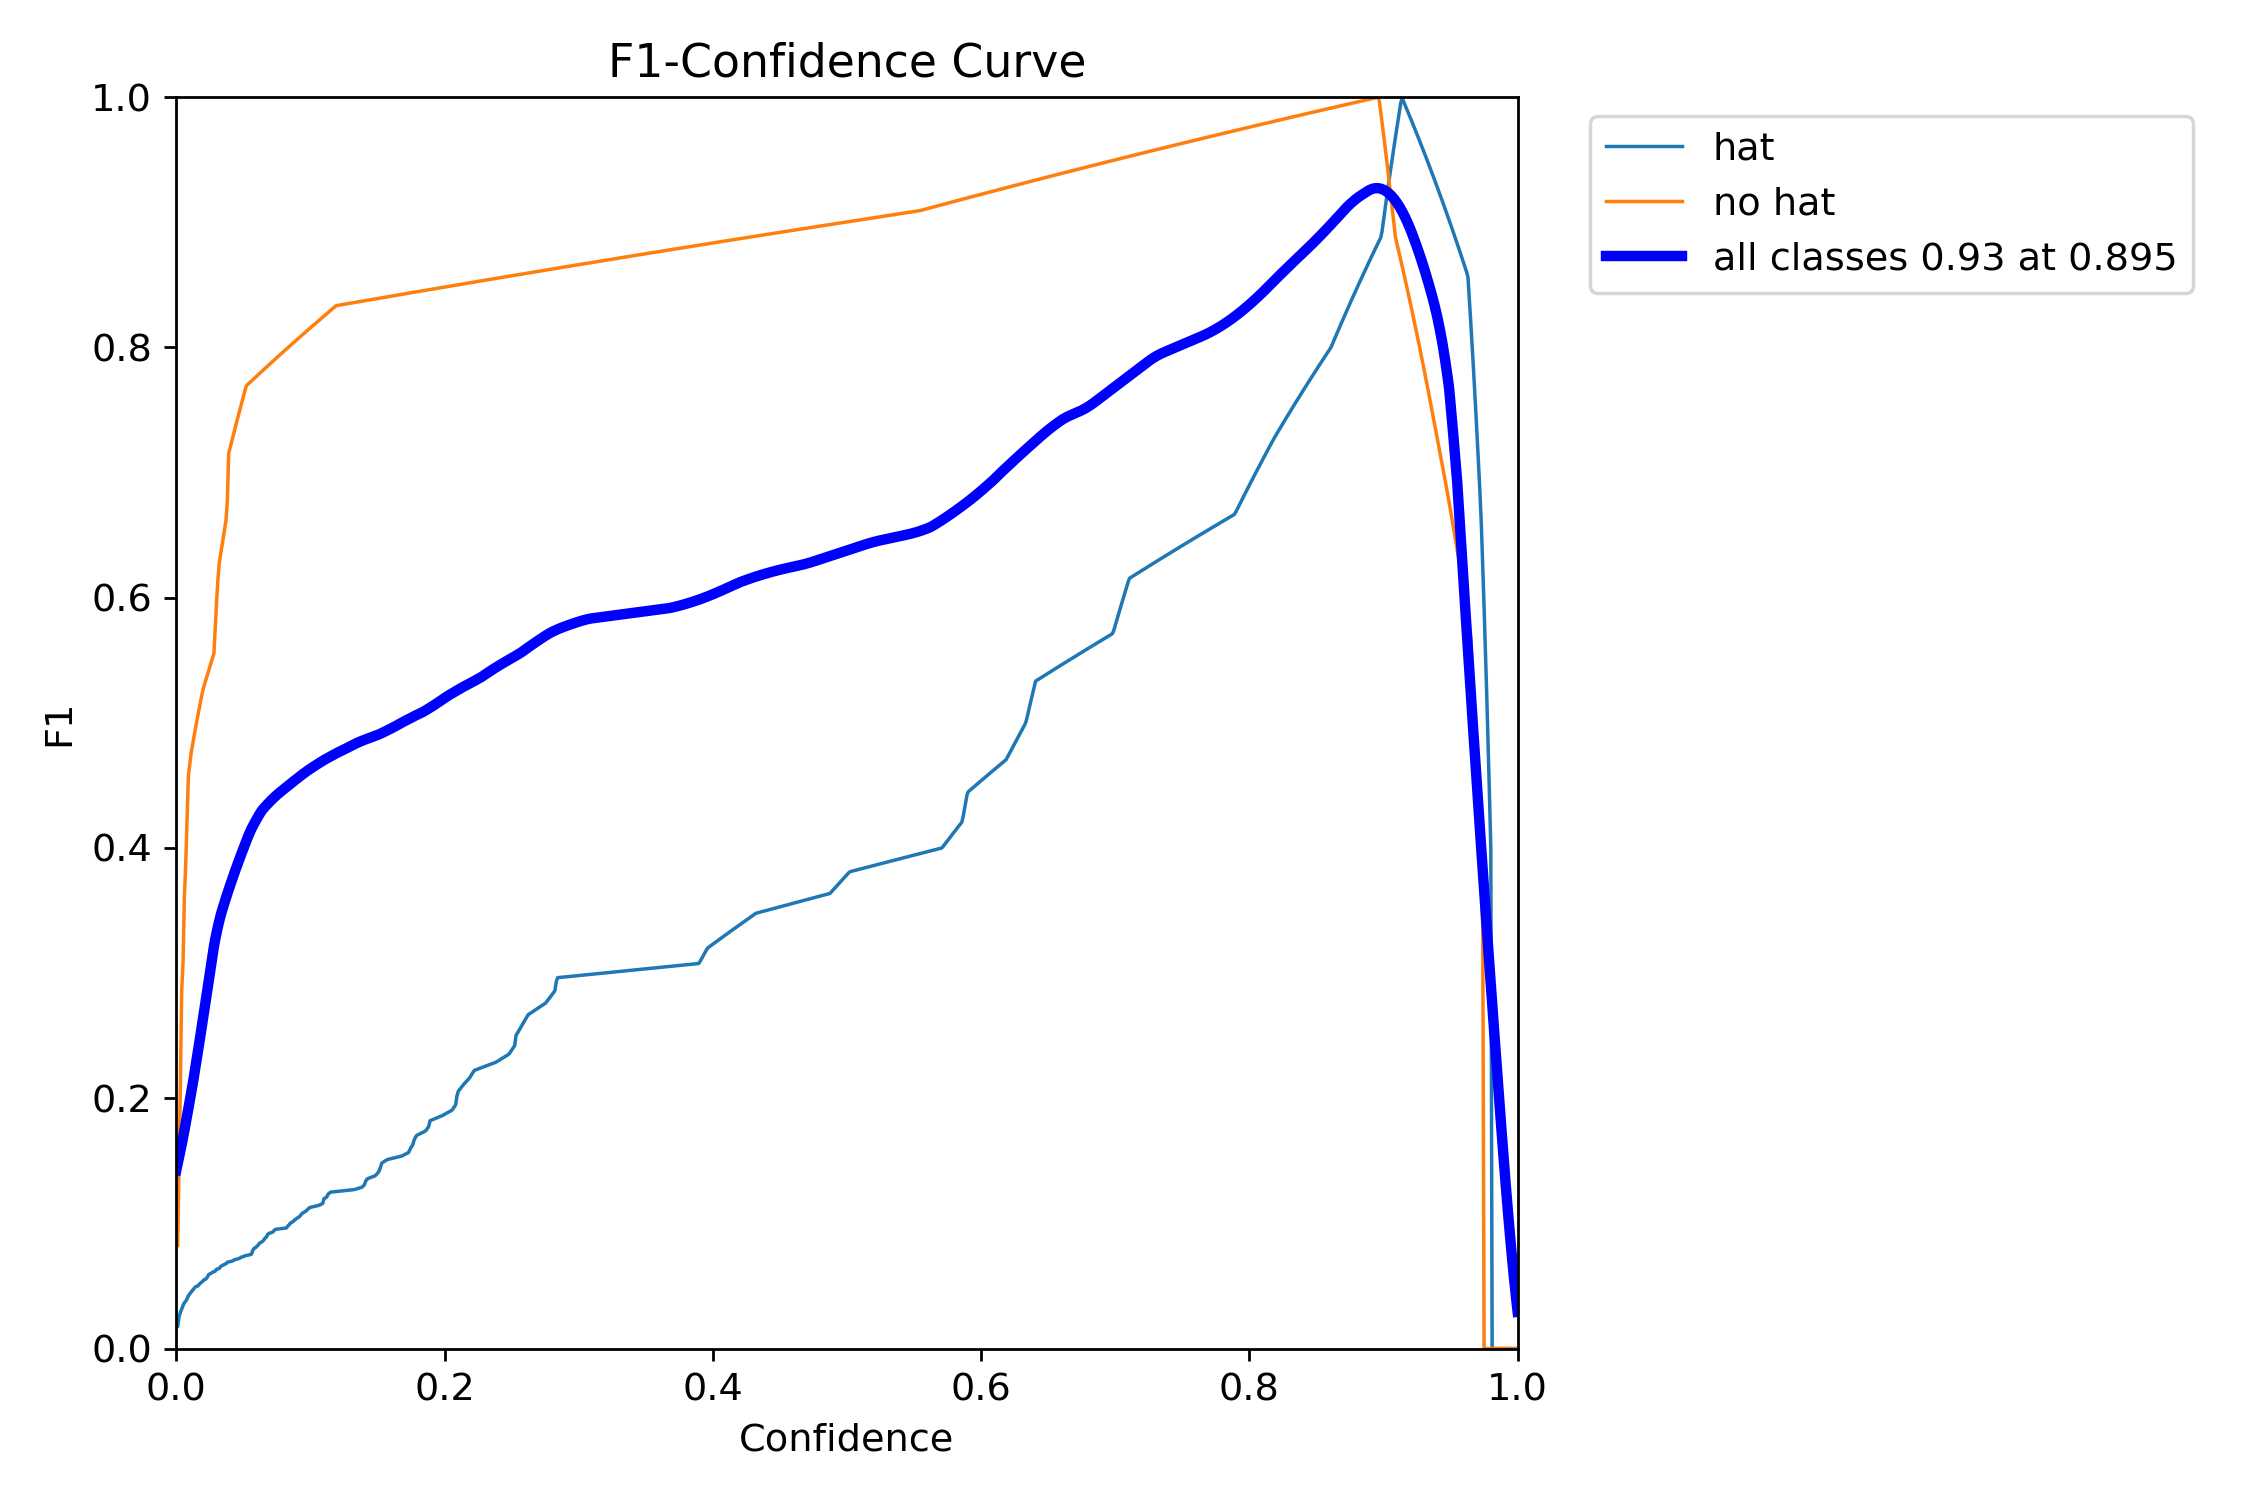 F1-Confidence Curve
1.0
0.8
0.6
0.4
0.2
0.0
F1
0.0 0.2 0.4 0.6 0.8 1.0
Confidence
hat
no hat
all classes 0.93 at 0.895